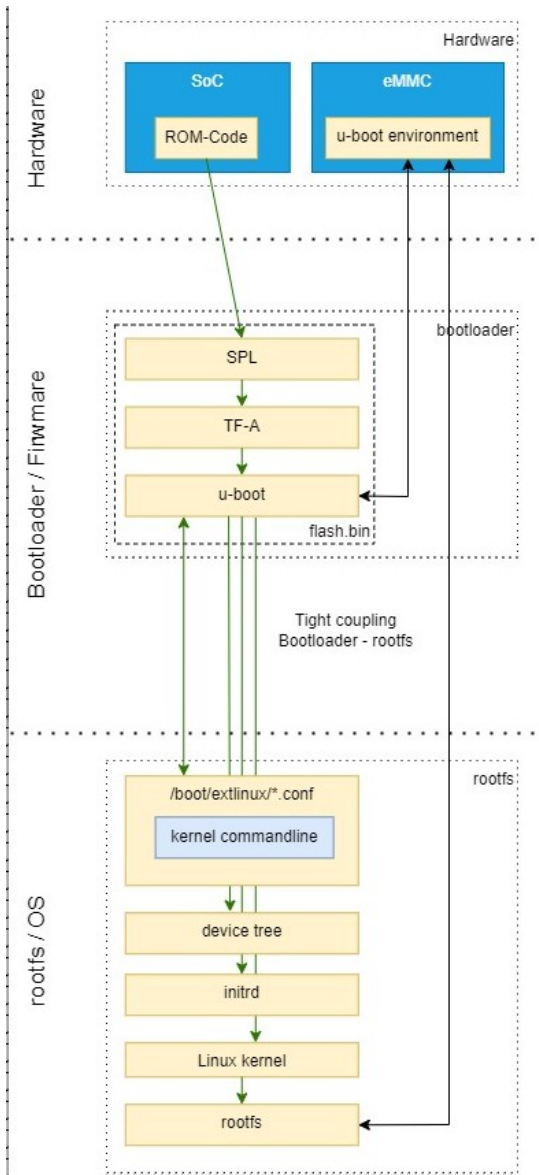 Hardware
Hardware
SoC
eMMC
ROM-Code
u-boot environment
Bootloader / Firwmare
bootloader
SPL
TF-A
u-boot
flash.bin
Tight coupling
Bootloader - rootfs
rootfs / OS
rootfs
/boot/extlinux/*.conf
kernel commandline
device tree
initrd
Linux kernel
rootfs